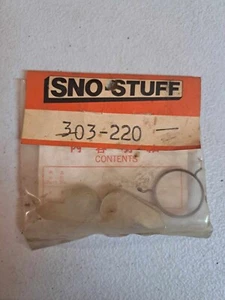 SNO-STUFF
303-220 —
CONTENTS